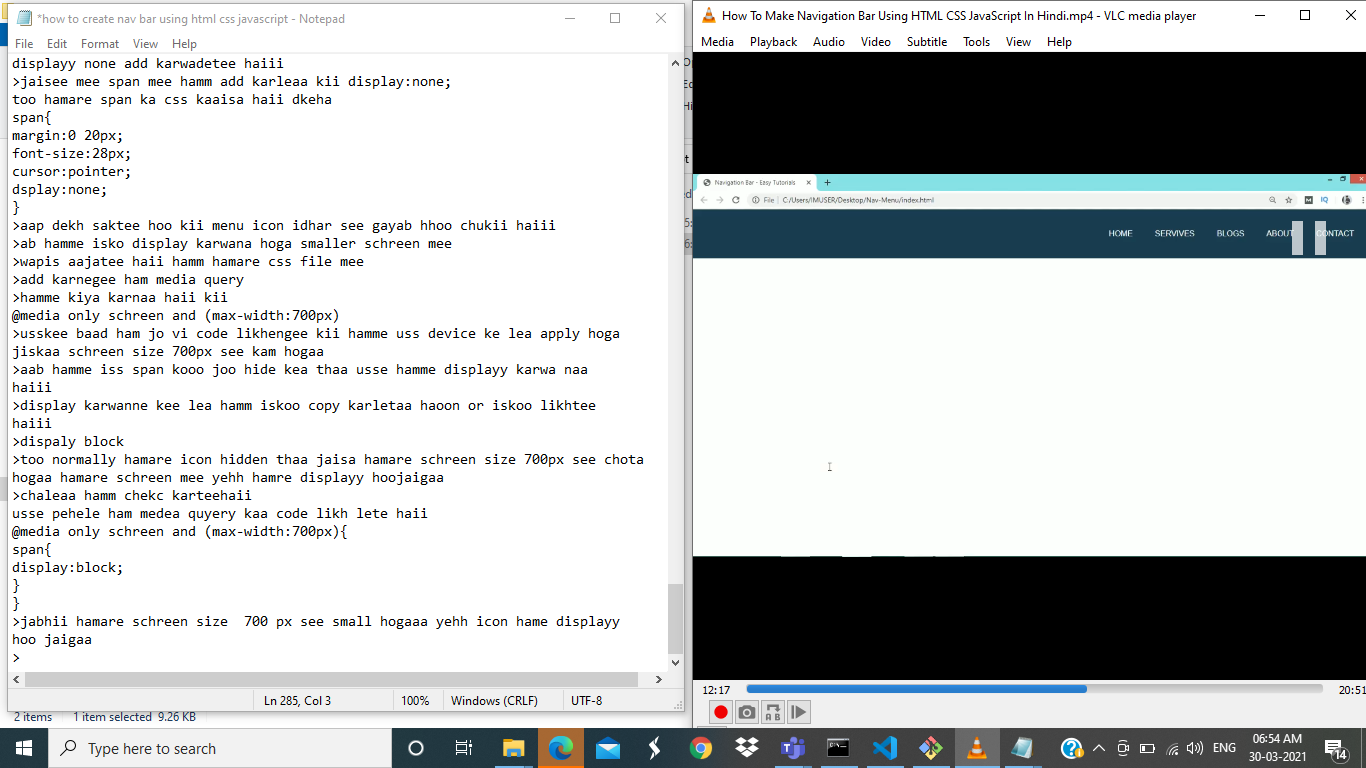 *how to create nav bar using html css javascript - Notepad
File Edit Format View Help
displayy none add karwadetee haiii
>jaisee mee span mee hamm add karleaa kii display:none;
too hamare span ka css kaaisa haii dkeha
span{
margin:0 20px;
font-size:28px;
cursor:pointer;
dsplay:none;
}
>aap dekh saktee hoo kii menu icon idhar see gayab hhoo chukii haiii
>ab hamme isko display karwana hoga smaller schreen mee
>wapis aajatee haii hamm hamare css file mee
>add karnegee ham media query
>hamme kiya karnaa haii kii
@media only schreen and (max-width:700px)
>usskee baad ham jo vi code likhengee kii hamme uss device ke lea apply hoga
jiskaa schreen size 700px see kam hogaa
>aab hamme iss span kooo joo hide kea thaa usse hamme displayy karwa naa
haiii
>display karwanne kee lea hamm iskoo copy karletaa haoon or iskoo likhtee
haiii
>dispaly block
>too normally hamare icon hidden thaa jaisa hamare schreen size 700px see chota
hogaa hamare schreen mee yehh hamre displayy hoojaigaa
>chaleaa hamm chekc karteehaii
usse pehele ham medea quyery kaa code likh lete haii
@media only schreen and (max-width:700px){
span{
display:block;
}
}
>jabhii hamare schreen size  700 px see small hogaaa yehh icon hame displayy
hoo jaigaa
>
Ln 285, Col 3 100% Windows (CRLF) UTF-8
2 items 1 item selected 9.26 KB
How To Make Navigation Bar Using HTML CSS JavaScript In Hindi.mp4 - VLC media player
Media Playback Audio Video Subtitle Tools View Help
Navigation Bar - Easy Tutorials
File C:/Users/IMUSER/Desktop/Nav-Menu/index.html
HOME SERVIVES BLOGS ABOUT CONTACT
12:17 20:51
Type here to search
ENG 06:54 AM
30-03-2021
14